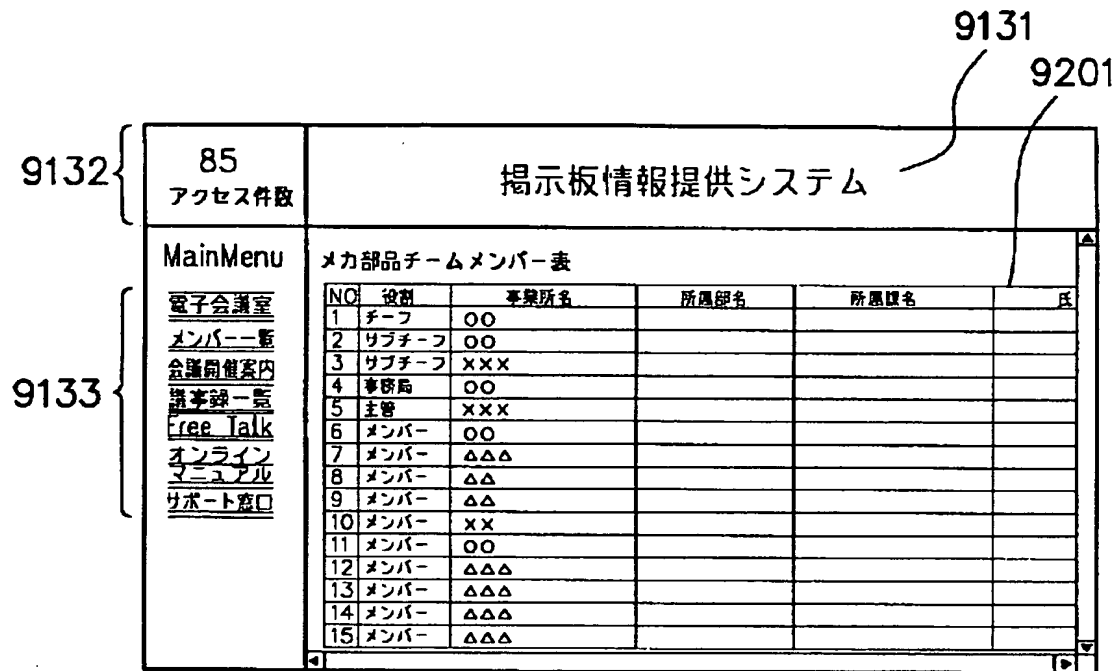 9131
9201
9132
85
アクセス件数
掲示板情報提供システム
9133
MainMenu
電子会議室
メンバー一覧
会議開催案内
議事録一覧
Free Talk
オンライン
マニュアル
サポート窓口
メカ部品チームメンバー表
NO 役割 事業所名 所属部名 所属課名 氏
1 チーフ ○○
2 サブチーフ ○○
3 サブチーフ ×××
4 事務局 ○○
5 主管 ×××
6 メンバー ○○
7 メンバー △△△
8 メンバー △△
9 メンバー △△
10 メンバー ××
11 メンバー ○○
12 メンバー △△△
13 メンバー △△△
14 メンバー △△△
15 メンバー △△△